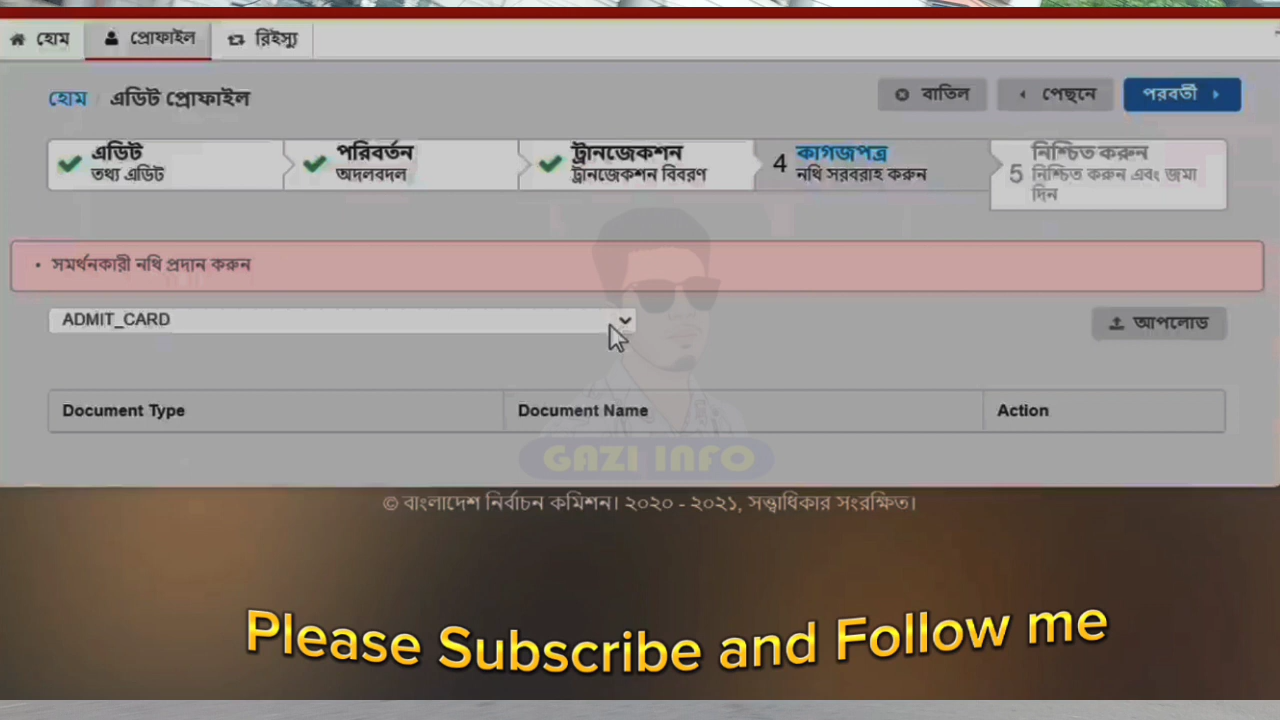 হোম
প্রোফাইল
রিইস্যু
হোম / এডিট প্রোফাইল
বাতিল
পেছনে
পরবর্তী
এডিট
তথ্য এডিট
পরিবর্তন
অদলবদল
ট্রানজেকশন
ট্রানজেকশন বিবরণ
4 কাগজপত্র
নথি সরবরাহ করুন
5 নিশ্চিত করুন
নিশ্চিত করুন এবং জমা
দিন
• সমর্থনকারী নথি প্রদান করুন
ADMIT_CARD
আপলোড
Document Type
Document Name
Action
GAZI INFO
© বাংলাদেশ নির্বাচন কমিশন। ২০২০ - ২০২১, সত্ত্বাধিকার সংরক্ষিত।
Please Subscribe and Follow me